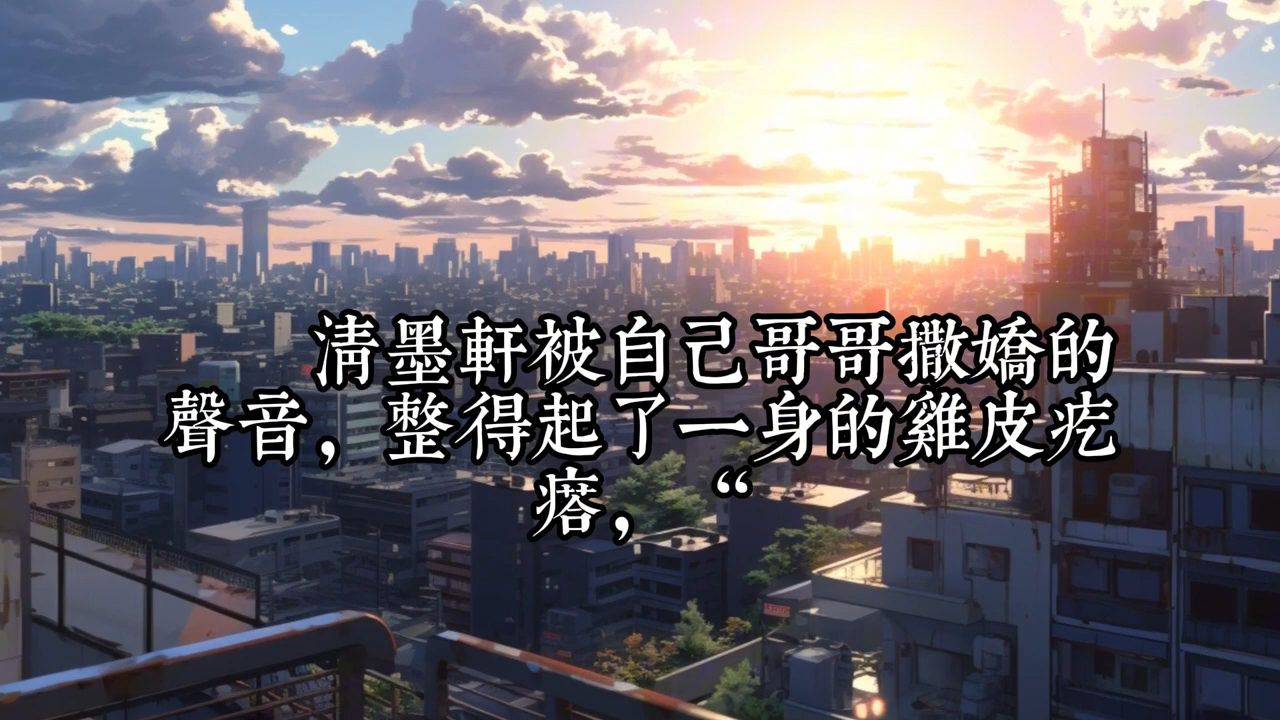 淸墨軒被自己哥哥撒嬌的
聲音，整得起了一身的雞皮疙
瘩，“